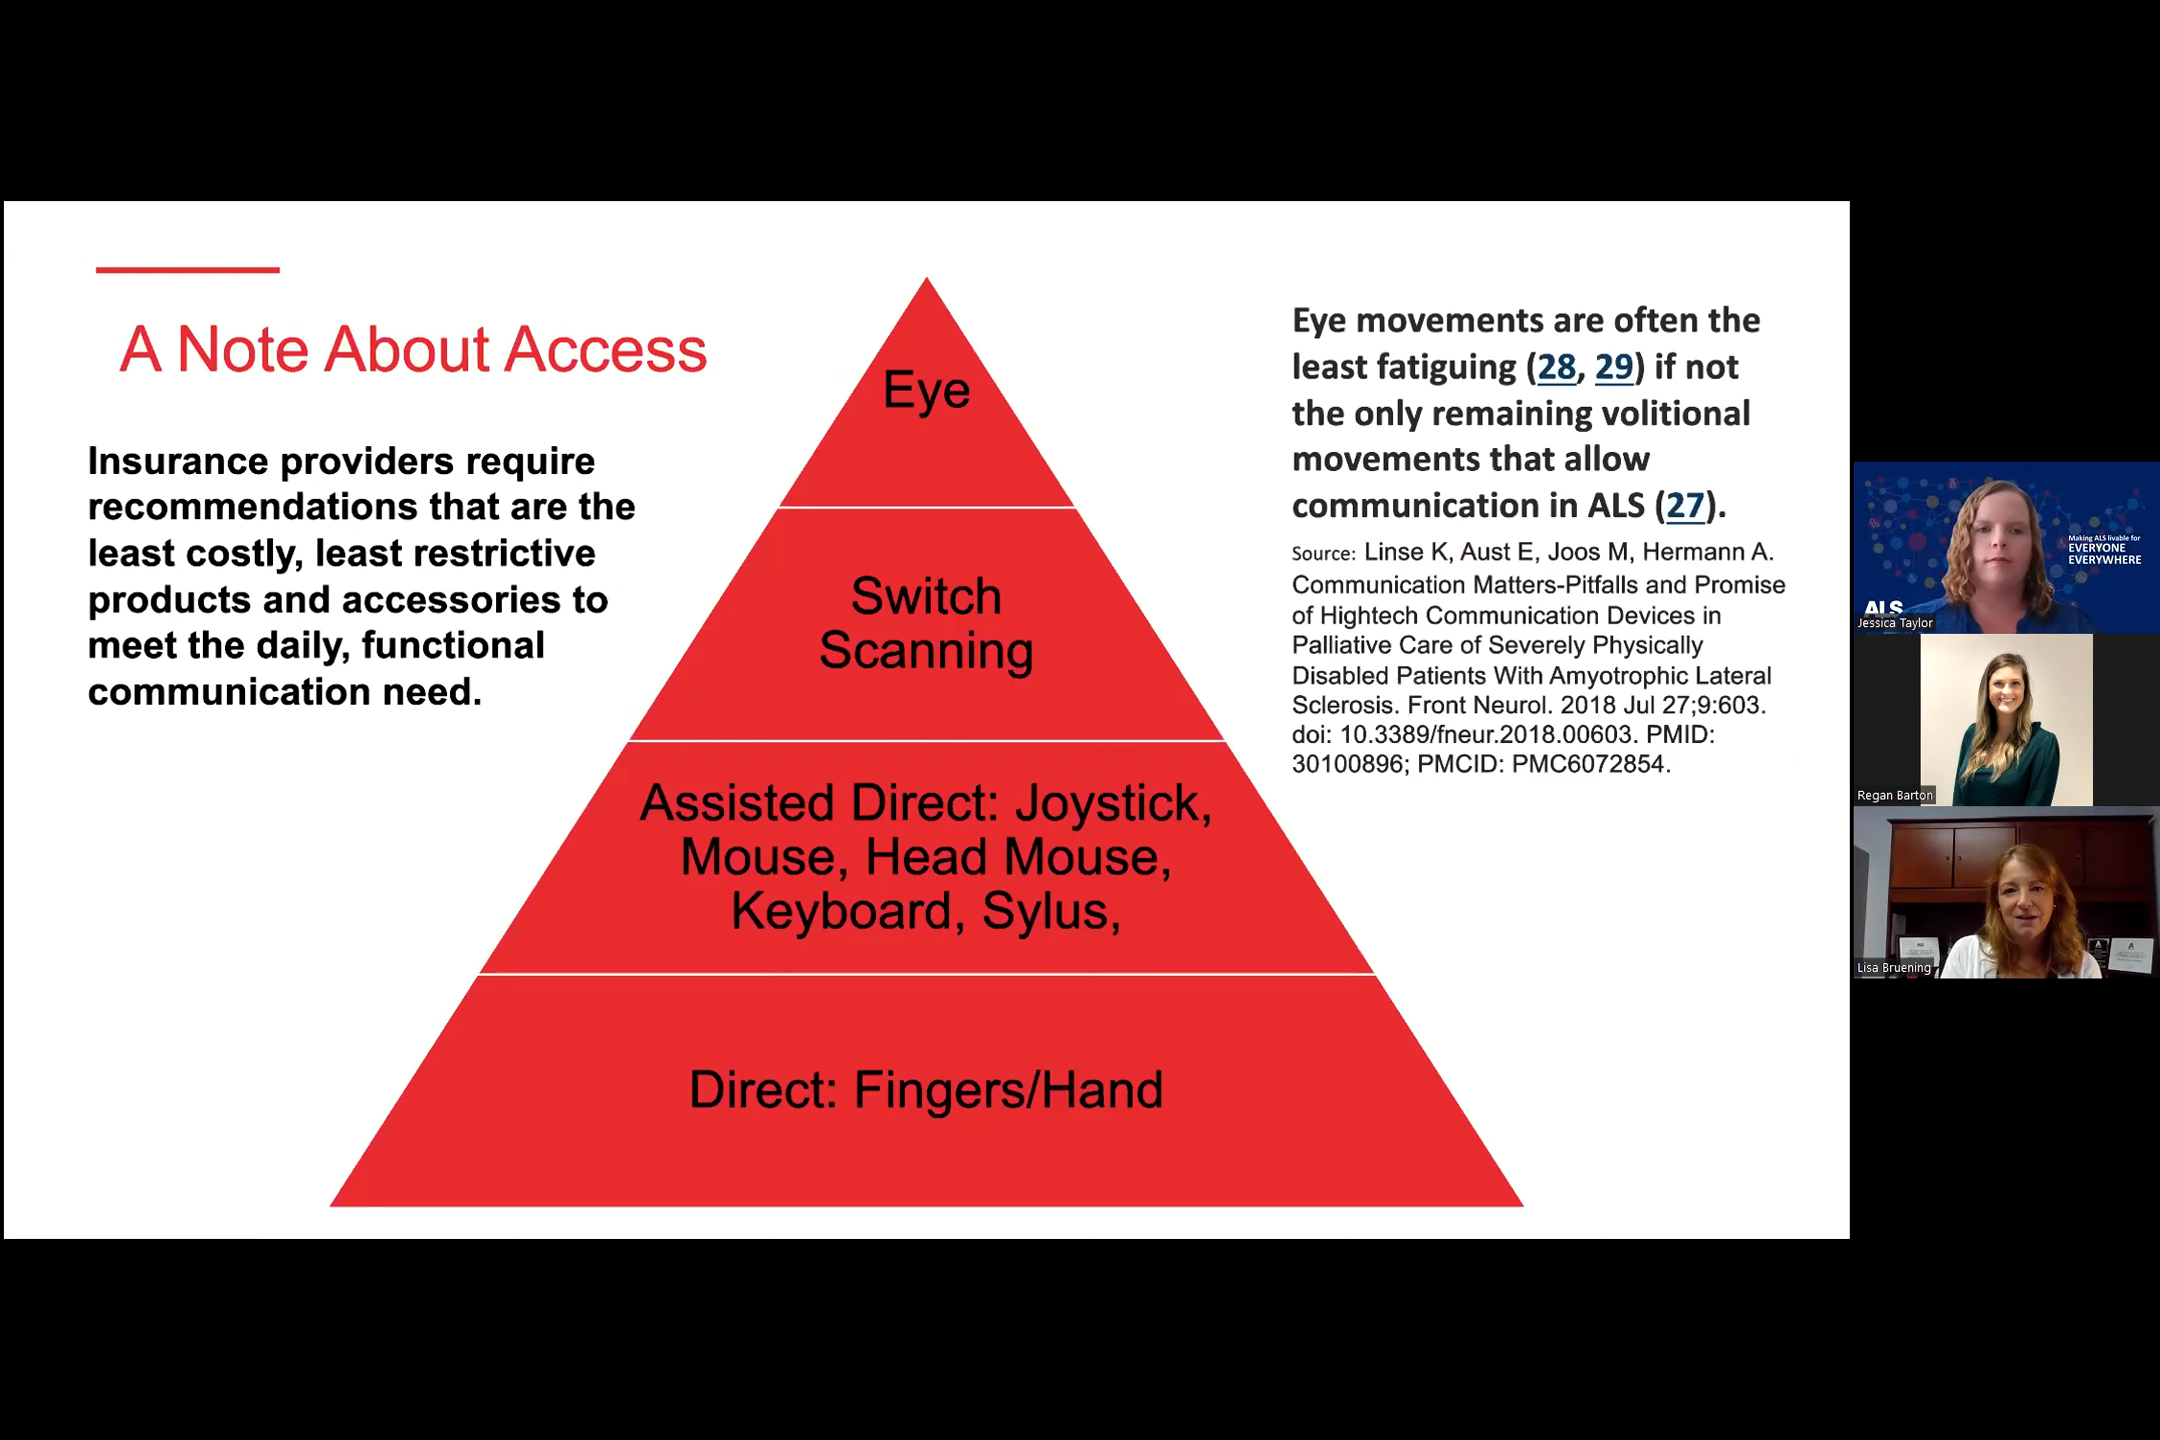 A Note About Access
Insurance providers require
recommendations that are the
least costly, least restrictive
products and accessories to
meet the daily, functional
communication need.
Eye
Switch
Scanning
Assisted Direct: Joystick,
Mouse, Head Mouse,
Keyboard, Sylus,
Direct: Fingers/Hand
Eye movements are often the
least fatiguing (28, 29) if not
the only remaining volitional
movements that allow
communication in ALS (27).
Source: Linse K, Aust E, Joos M, Hermann A.
Communication Matters-Pitfalls and Promise
of Hightech Communication Devices in
Palliative Care of Severely Physically
Disabled Patients With Amyotrophic Lateral
Sclerosis. Front Neurol. 2018 Jul 27;9:603.
doi: 10.3389/fneur.2018.00603. PMID:
30100896; PMCID: PMC6072854.
Making ALS livable for
EVERYONE
EVERYWHERE
ALS
Jessica Taylor
Regan Barton
Lisa Bruening